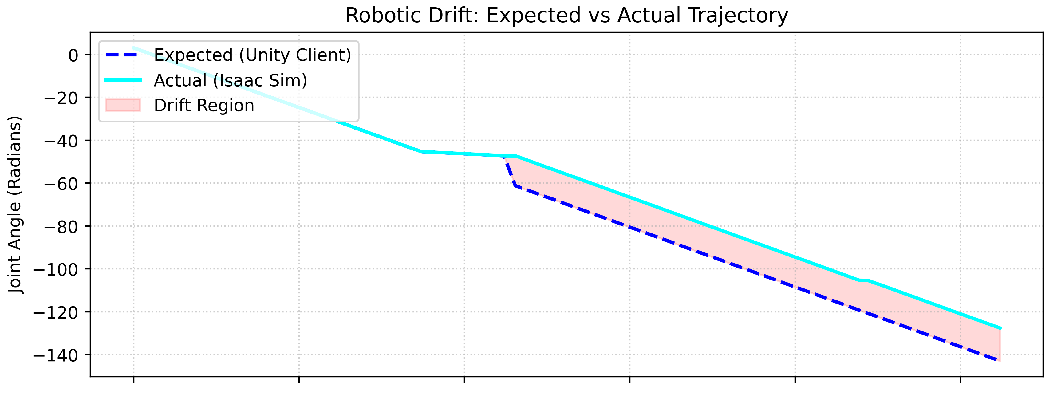 Robotic Drift: Expected vs Actual Trajectory
Expected (Unity Client)
Actual (Isaac Sim)
Drift Region
Joint Angle (Radians)
0
−20
−40
−60
−80
−100
−120
−140